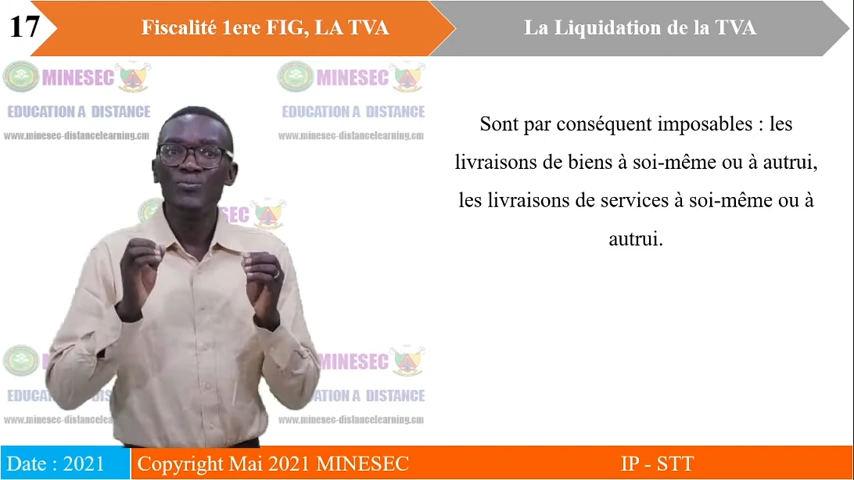 17
Fiscalité 1ere FIG, LA TVA
La Liquidation de la TVA
MINESEC
MINESEC
EDUCATION A DISTANCE
EDUCATION A DISTANCE
www.minesec-distancelearning.cm
www.minesec-distancelearning.cm
Sont par conséquent imposables : les
livraisons de biens à soi-même ou à autrui,
les livraisons de services à soi-même ou à
autrui.
SEC
MINESEC
ATION A DISTANCE
www.minesec-distancelearning.cm
Date : 2021
Copyright Mai 2021 MINESEC
IP - STT